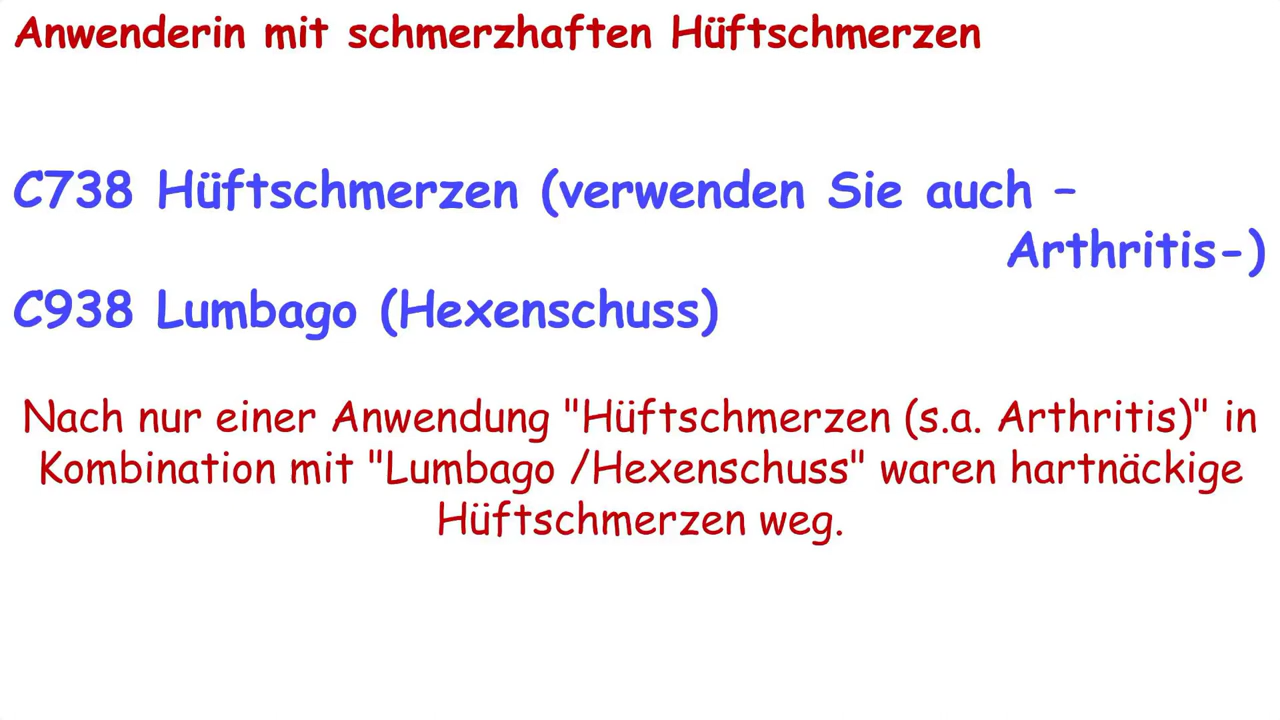 Anwenderin mit schmerzhaften Hüftschmerzen
C738 Hüftschmerzen (verwenden Sie auch –
Arthritis-)
C938 Lumbago (Hexenschuss)
Nach nur einer Anwendung "Hüftschmerzen (s.a. Arthritis)" in
Kombination mit "Lumbago /Hexenschuss" waren hartnäckige
Hüftschmerzen weg.